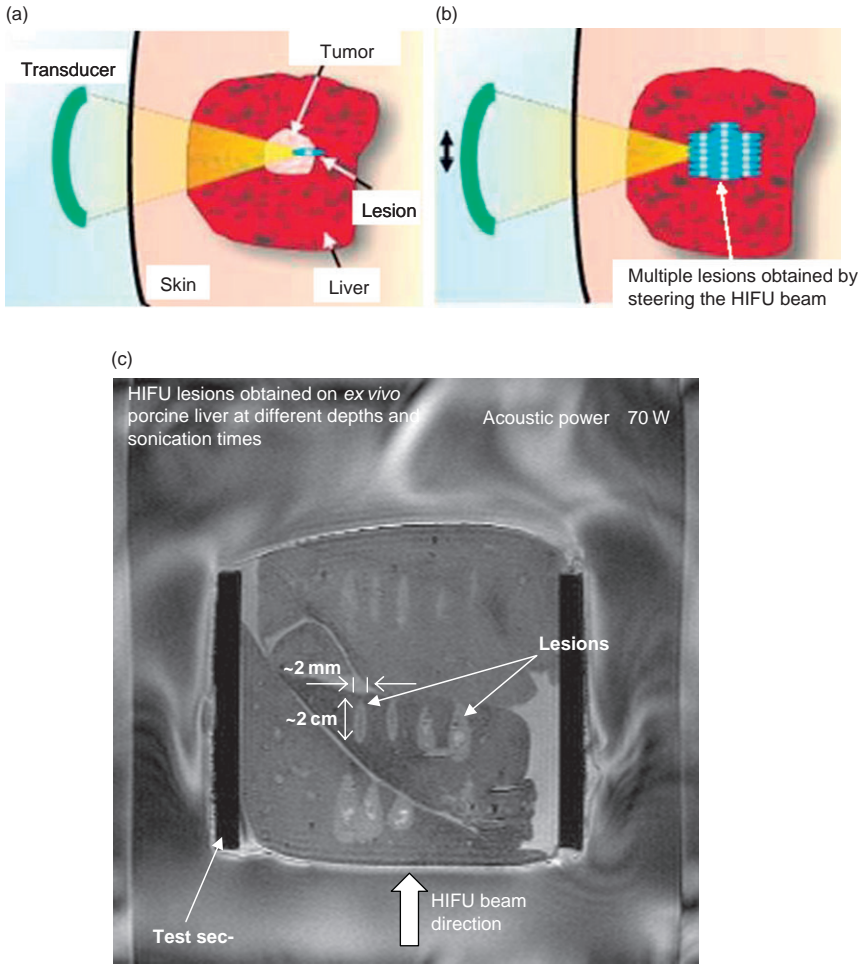 (a)
Transducer
Tumor
Lesion
Liver
Skin
(b)
Multiple lesions obtained by
steering the HIFU beam
(c)
HIFU lesions obtained on ex vivo
porcine liver at different depths and
sonication times
Acoustic power 70 W
Lesions
~2 mm
~2 cm
HIFU beam
direction
Test sec-